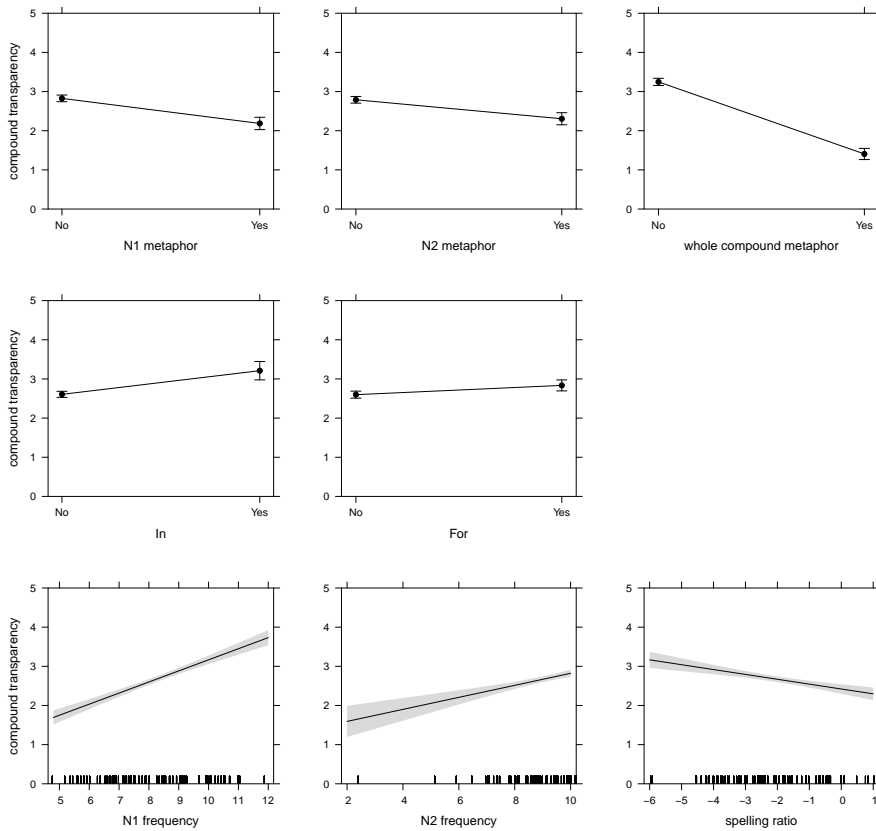 5
4
3
2
1
0
compound transparency
No
Yes
N1 metaphor
5
4
3
2
1
0
No
Yes
N2 metaphor
5
4
3
2
1
0
No
Yes
whole compound metaphor
5
4
3
2
1
0
compound transparency
No
Yes
In
5
4
3
2
1
0
No
Yes
For
5
4
3
2
1
0
compound transparency
5 6 7 8 9 10 11 12
N1 frequency
5
4
3
2
1
0
2 4 6 8 10
N2 frequency
5
4
3
2
1
0
−6 −5 −4 −3 −2 −1 0 1
spelling ratio